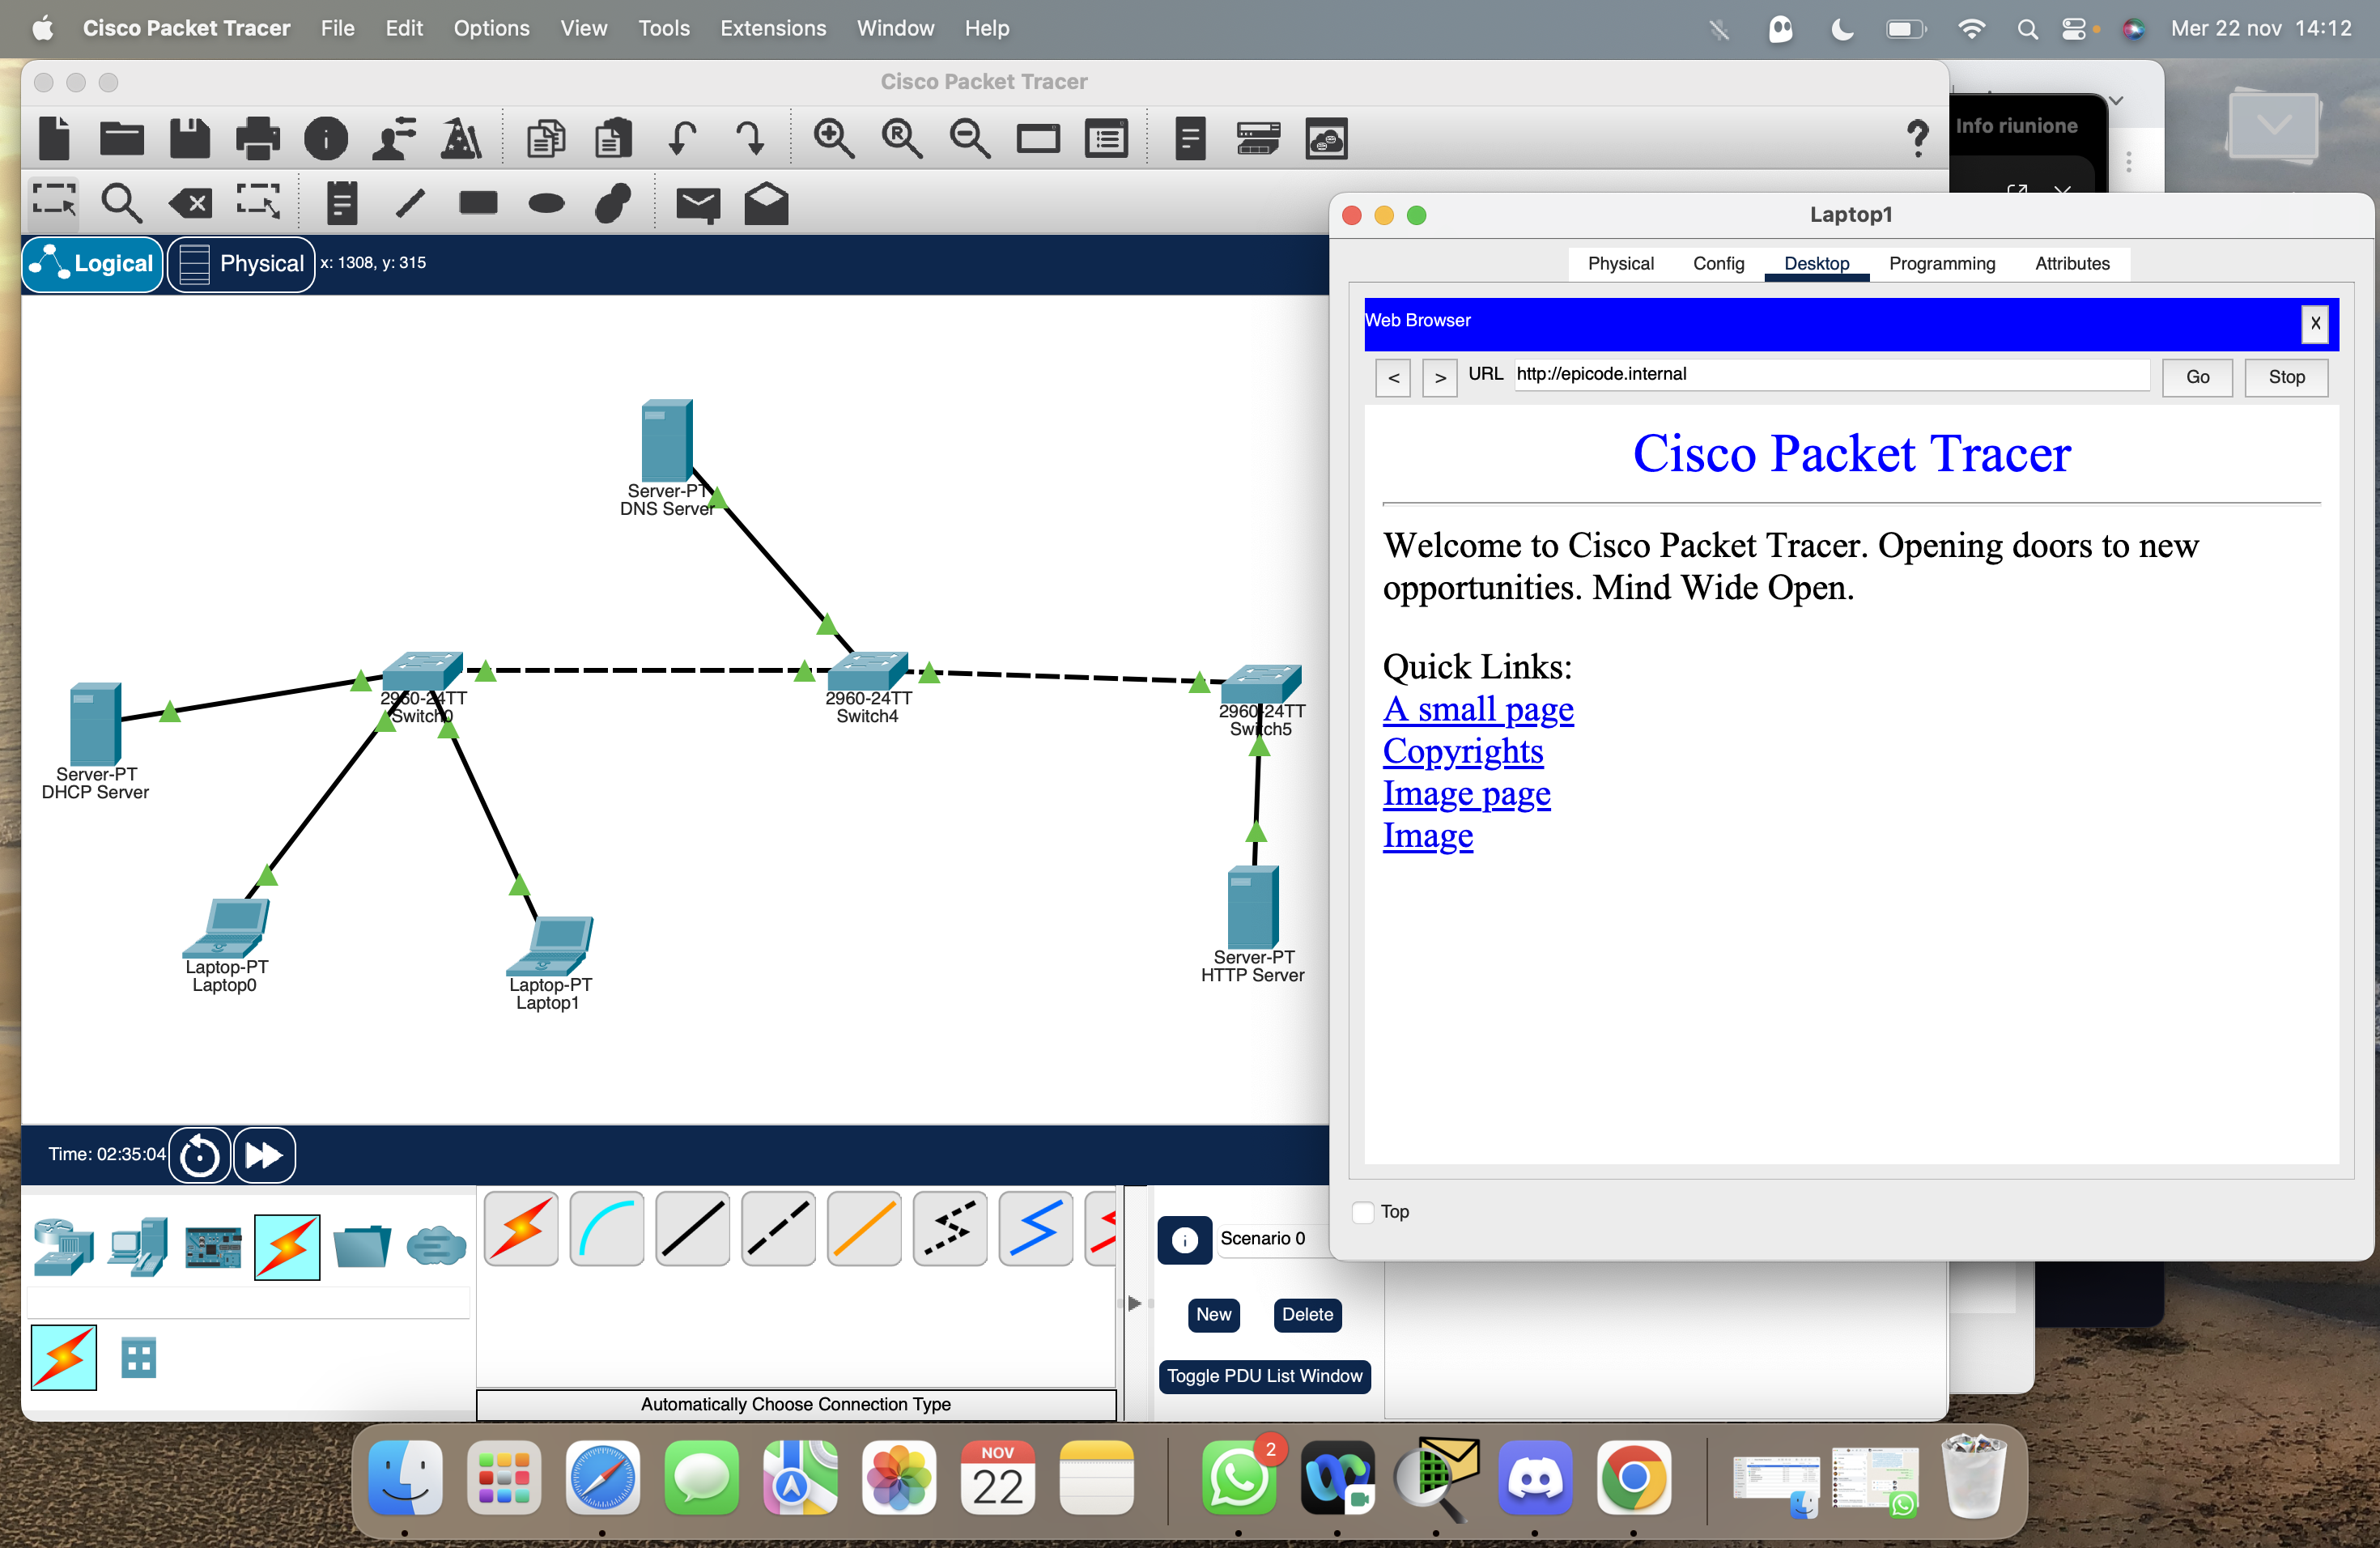 Cisco Packet Tracer File Edit Options View Tools Extensions Window Help
Mer 22 nov 14:12
Cisco Packet Tracer
Info riunione
Logical
Physical
x: 1308, y: 315
Server-PT
DNS Server
2960-24TT
Switch0
2960-24TT
Switch4
2960-24TT
Switch5
Server-PT
DHCP Server
Laptop-PT
Laptop0
Laptop-PT
Laptop1
Server-PT
HTTP Server
Time: 02:35:04
Scenario 0
New
Delete
Toggle PDU List Window
Automatically Choose Connection Type
Laptop1
Physical Config Desktop Programming Attributes
Web Browser
X
< > URL http://epicode.internal Go Stop
Cisco Packet Tracer
Welcome to Cisco Packet Tracer. Opening doors to new
opportunities. Mind Wide Open.
Quick Links:
A small page
Copyrights
Image page
Image
Top
NOV
22
2